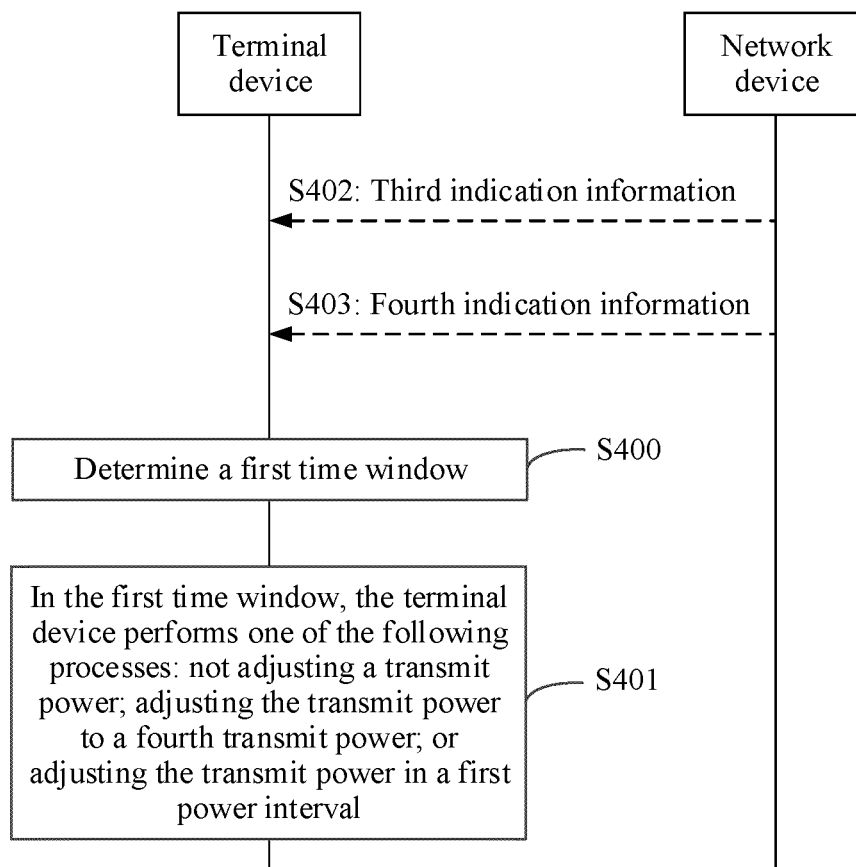 Terminal
device
Network
device
S402: Third indication information
S403: Fourth indication information
Determine a first time window
S400
In the first time window, the terminal
device performs one of the following
processes: not adjusting a transmit
power; adjusting the transmit power
to a fourth transmit power; or
adjusting the transmit power in a first
power interval
S401